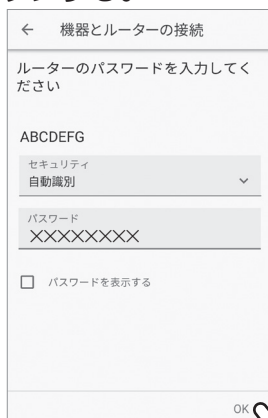 ← 機器とルーターの接続
ルーターのパスワードを入力してく
ださい
ABCDEFG
セキュリティ
自動識別
パスワード
XXXXXXXX
パスワードを表示する
OK